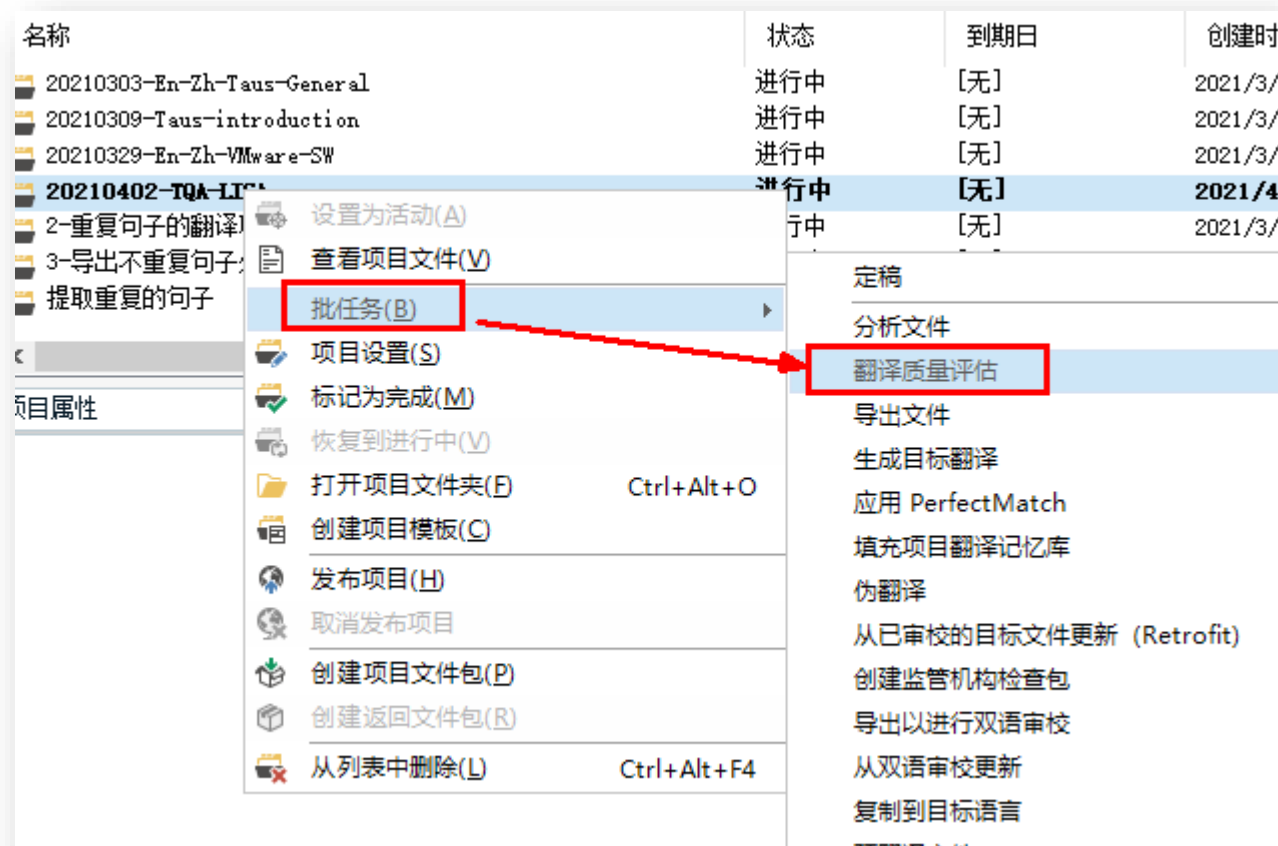 名称 状态 到期日 创建时
20210303-En-Zh-Taus-General 进行中 [无] 2021/3/
20210309-Taus-introduction 进行中 [无] 2021/3/
20210329-En-Zh-VMware-SW 进行中 [无] 2021/3/
20210402-TQA-LISA 进行中 [无] 2021/4
2-重复句子的翻译 行中 [无] 2021/3/
3-导出不重复句子
提取重复的句子
项目属性
设置为活动(A)
查看项目文件(V)
批任务(B)
项目设置(S)
标记为完成(M)
恢复到进行中(V)
打开项目文件夹(F) Ctrl+Alt+O
创建项目模板(C)
发布项目(H)
取消发布项目
创建项目文件包(P)
创建返回文件包(R)
从列表中删除(L) Ctrl+Alt+F4
定稿
分析文件
翻译质量评估
导出文件
生成目标翻译
应用 PerfectMatch
填充项目翻译记忆库
伪翻译
从已审校的目标文件更新 (Retrofit)
创建监管机构检查包
导出以进行双语审校
从双语审校更新
复制到目标语言